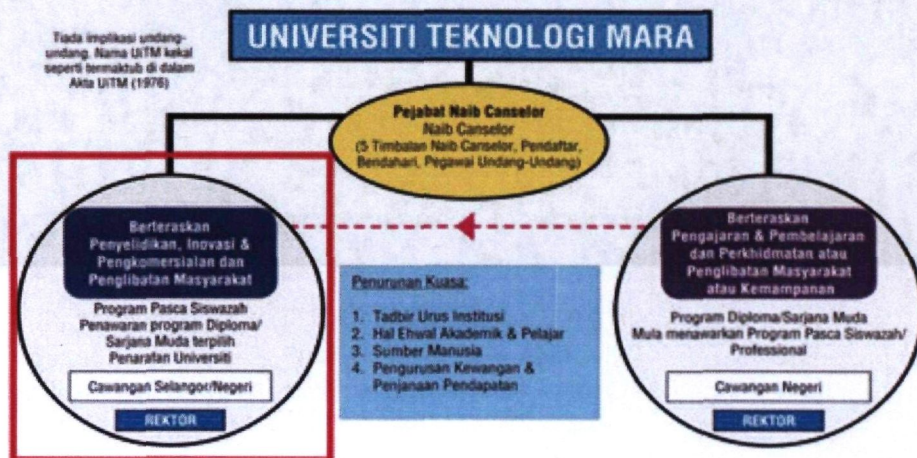 Tiada implikasi undang-
undang. Nama UiTM kekal
seperti termaktub di dalam
Akta UiTM (1976)
UNIVERSITI TEKNOLOGI MARA
Pejabat Naib Canselor
Naib Canselor
(5 Timbalan Naib Canselor, Pendaftar,
Bendahari, Pegawai Undang-Undang)
Berteraskan
Penyelidikan, Inovasi &
Pengkomersialan dan
Penglibatan Masyarakat
Program Pasca Siswazah
Penawaran program Diploma/
Sarjana Muda terpilih
Penarafan Universiti
Cawangan Selangor/Negeri
REKTOR
Penurunan Kuasa:
1. Tadbir Urus Institusi
2. Hal Ehwal Akademik & Pelajar
3. Sumber Manusia
4. Pengurusan Kewangan &
Penjanaan Pendapatan
Berteraskan
Pengajaran & Pembelajaran
dan Perkhidmatan atau
Penglibatan Masyarakat
atau Kemampanan
Program Diploma/Sarjana Muda
Mula menawarkan Program Pasca Siswazah/
Professional
Cawangan Negeri
REKTOR